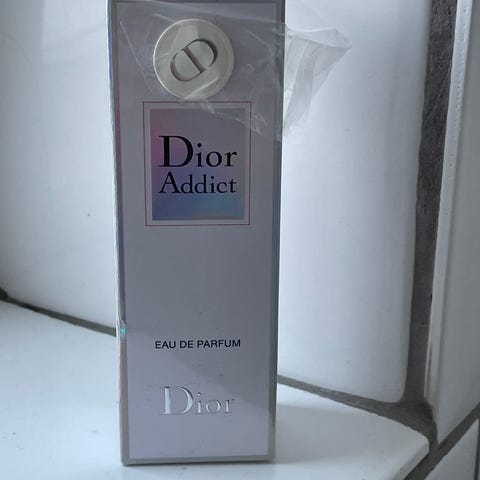 Dior
Addict
EAU DE PARFUM
Dior